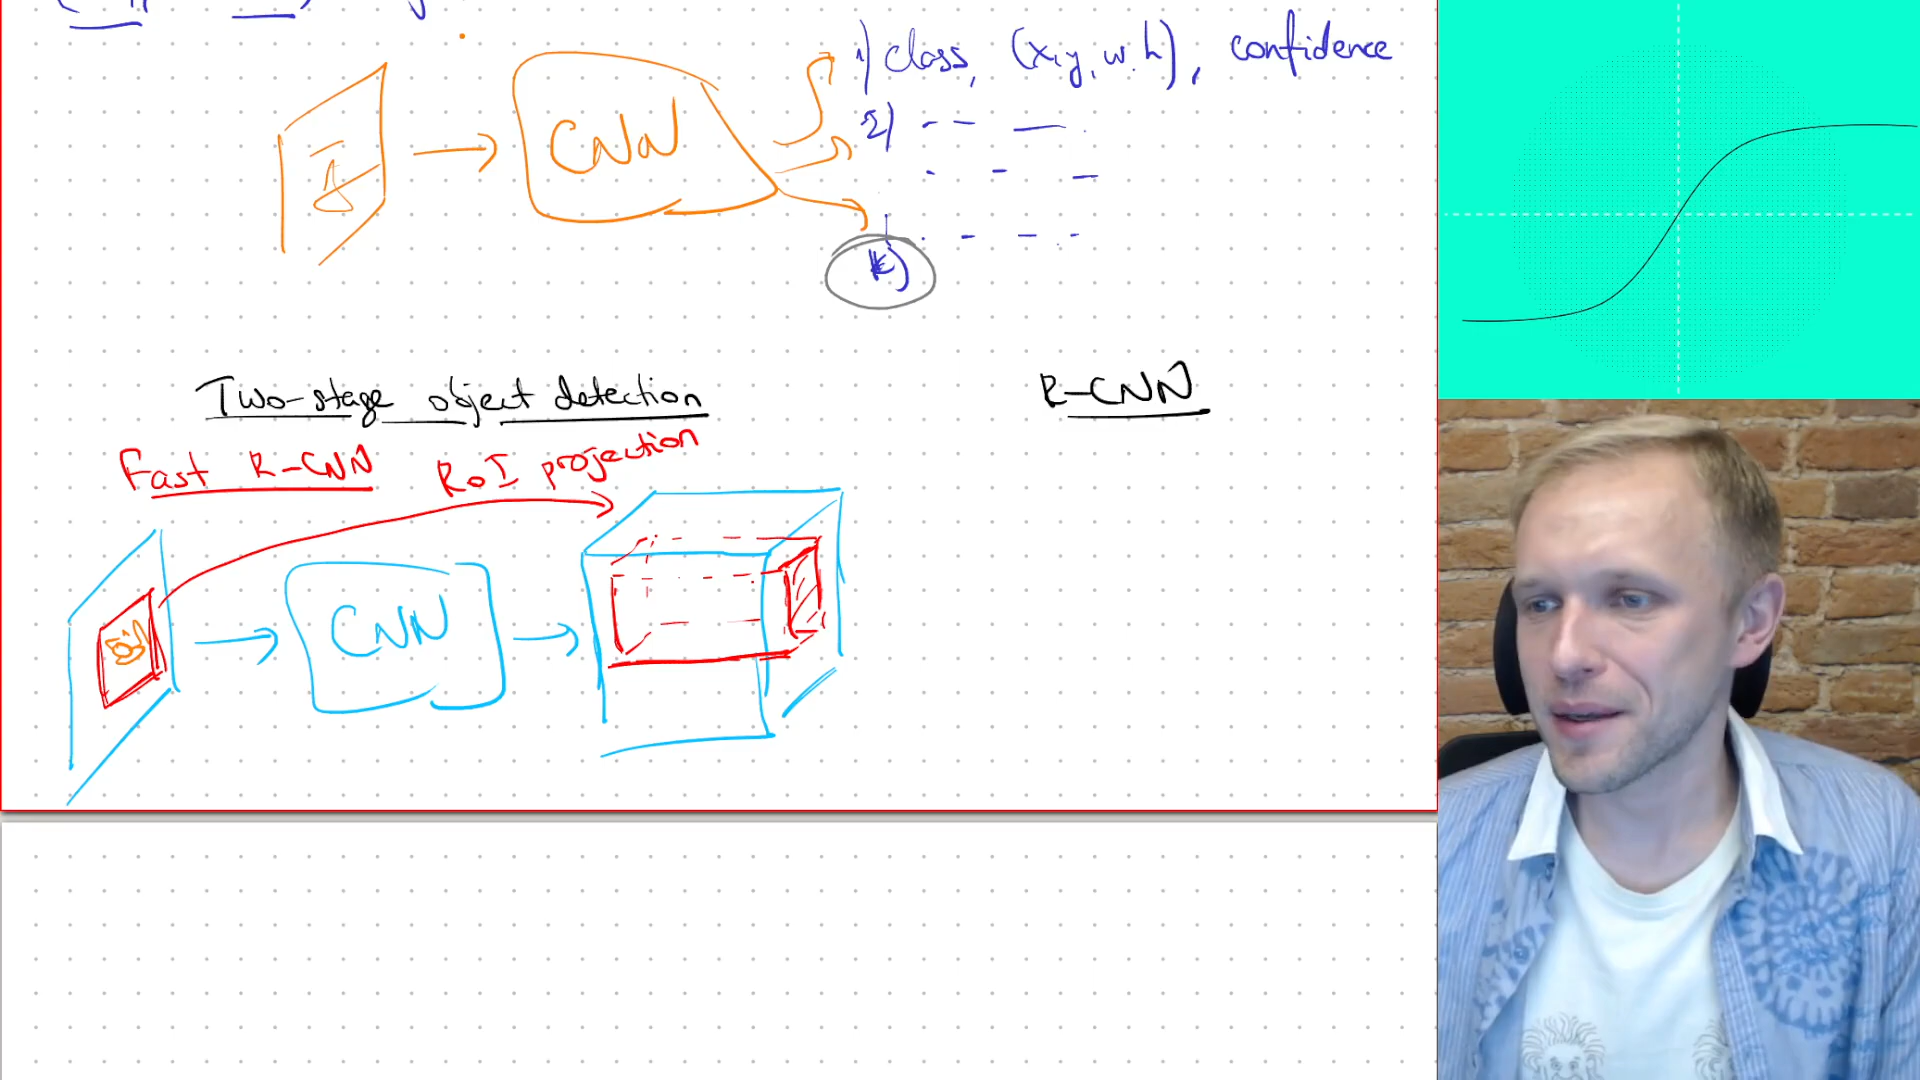 1) class, (x,y,w,h), confidence
2)
CNN
k)
Two-stage object detection
R-CNN
Fast R-CNN
RoI projection
CNN